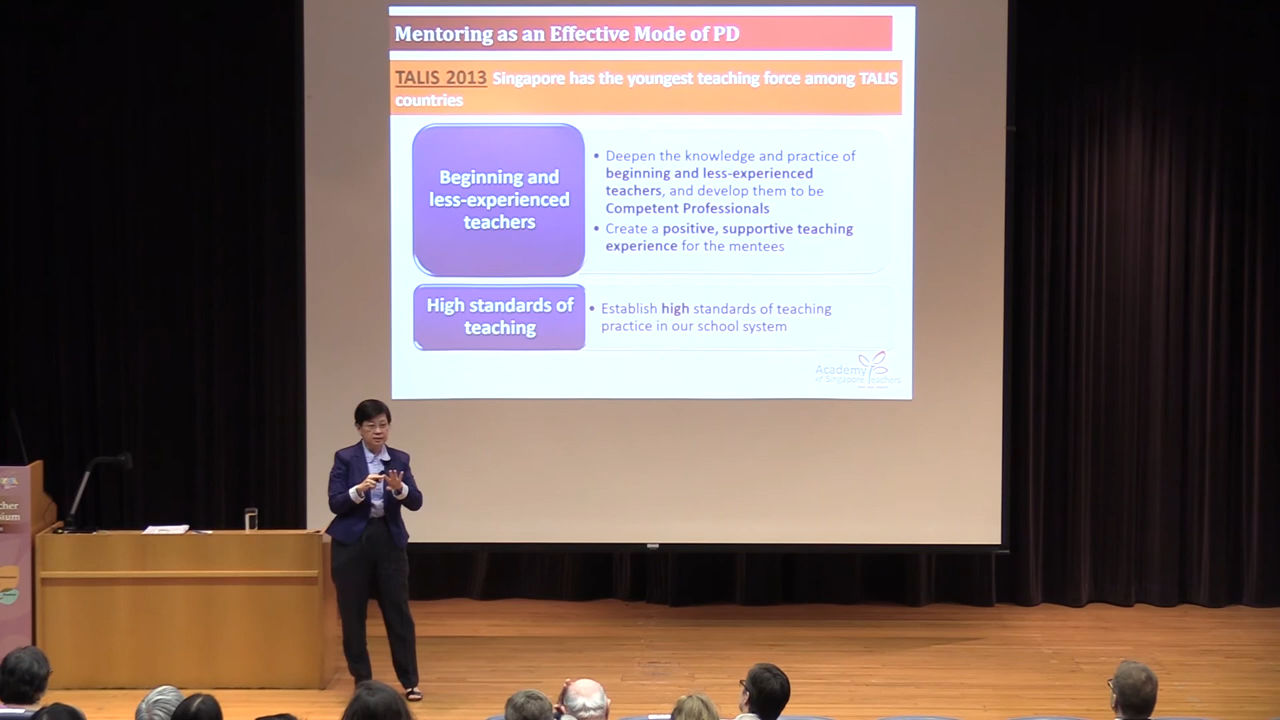 Mentoring as an Effective Mode of PD
TALIS 2013 Singapore has the youngest teaching force among TALIS
countries
Beginning and
less-experienced
teachers
• Deepen the knowledge and practice of
beginning and less-experienced
teachers, and develop them to be
Competent Professionals
• Create a positive, supportive teaching
experience for the mentees
High standards of
teaching
• Establish high standards of teaching
practice in our school system
Academy
of Singapore Teachers
cher
sium